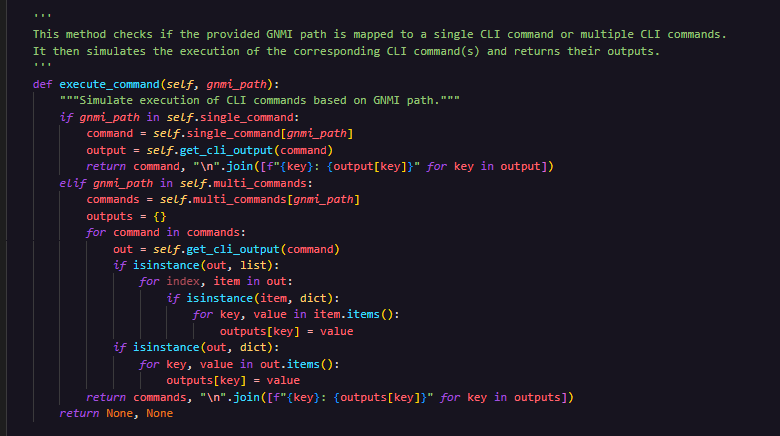 '''
This method checks if the provided GNMI path is mapped to a single CLI command or multiple CLI commands.
It then simulates the execution of the corresponding CLI command(s) and returns their outputs.
'''
def execute_command(self, gnmi_path):
    """Simulate execution of CLI commands based on GNMI path."""
    if gnmi_path in self.single_command:
        command = self.single_command[gnmi_path]
        output = self.get_cli_output(command)
        return command, "\n".join([f"{key}: {output[key]}" for key in output])
    elif gnmi_path in self.multi_commands:
        commands = self.multi_commands[gnmi_path]
        outputs = {}
        for command in commands:
            out = self.get_cli_output(command)
            if isinstance(out, list):
                for index, item in out:
                    if isinstance(item, dict):
                        for key, value in item.items():
                            outputs[key] = value
            if isinstance(out, dict):
                for key, value in out.items():
                    outputs[key] = value
        return commands, "\n".join([f"{key}: {outputs[key]}" for key in outputs])
    return None, None